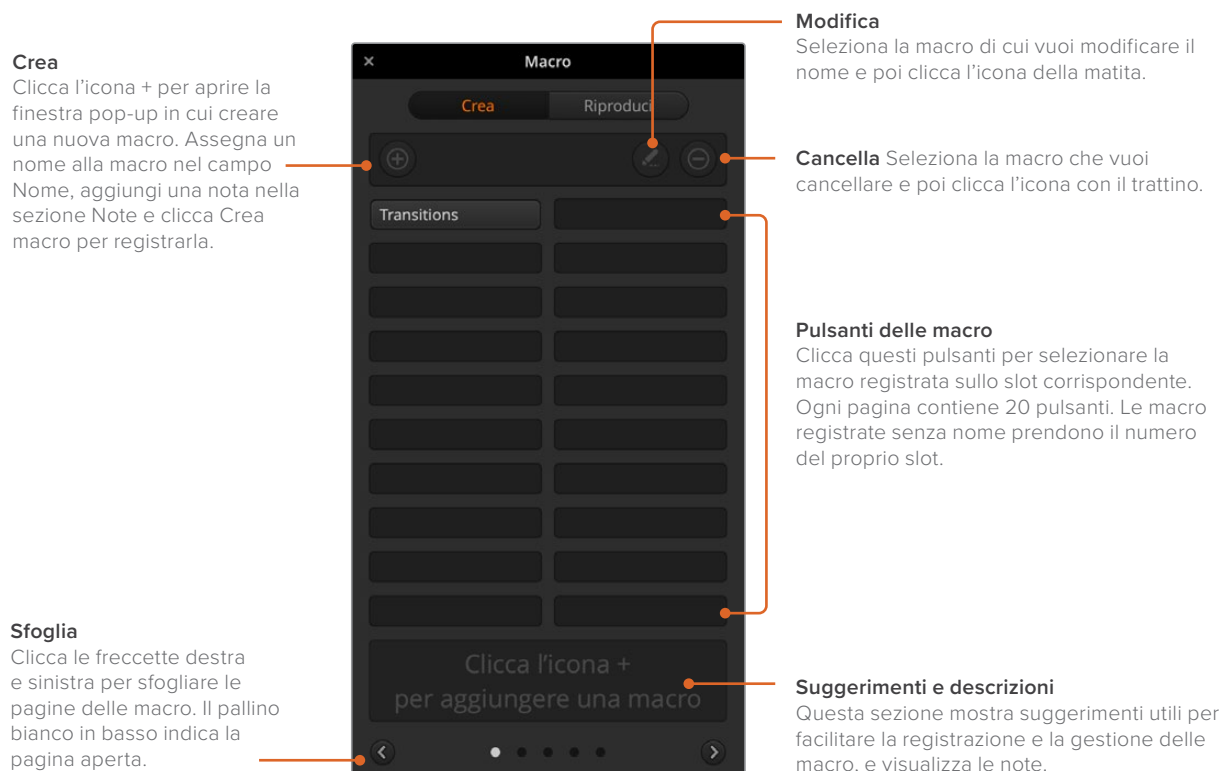 Crea
Clicca l’icona + per aprire la
finestra pop-up in cui creare
una nuova macro. Assegna un
nome alla macro nel campo
Nome, aggiungi una nota nella
sezione Note e clicca Crea
macro per registrarla.
Sfoglia
Clicca le freccette destra
e sinistra per sfogliare le
pagine delle macro. Il pallino
bianco in basso indica la
pagina aperta.
Macro
Crea
Riproduci
Transitions
Clicca l’icona +
per aggiungere una macro
Modifica
Seleziona la macro di cui vuoi modificare il
nome e poi clicca l’icona della matita.
Cancella Seleziona la macro che vuoi
cancellare e poi clicca l’icona con il trattino.
Pulsanti delle macro
Clicca questi pulsanti per selezionare la
macro registrata sullo slot corrispondente.
Ogni pagina contiene 20 pulsanti. Le macro
registrate senza nome prendono il numero
del proprio slot.
Suggerimenti e descrizioni
Questa sezione mostra suggerimenti utili per
facilitare la registrazione e la gestione delle
macro, e visualizza le note.